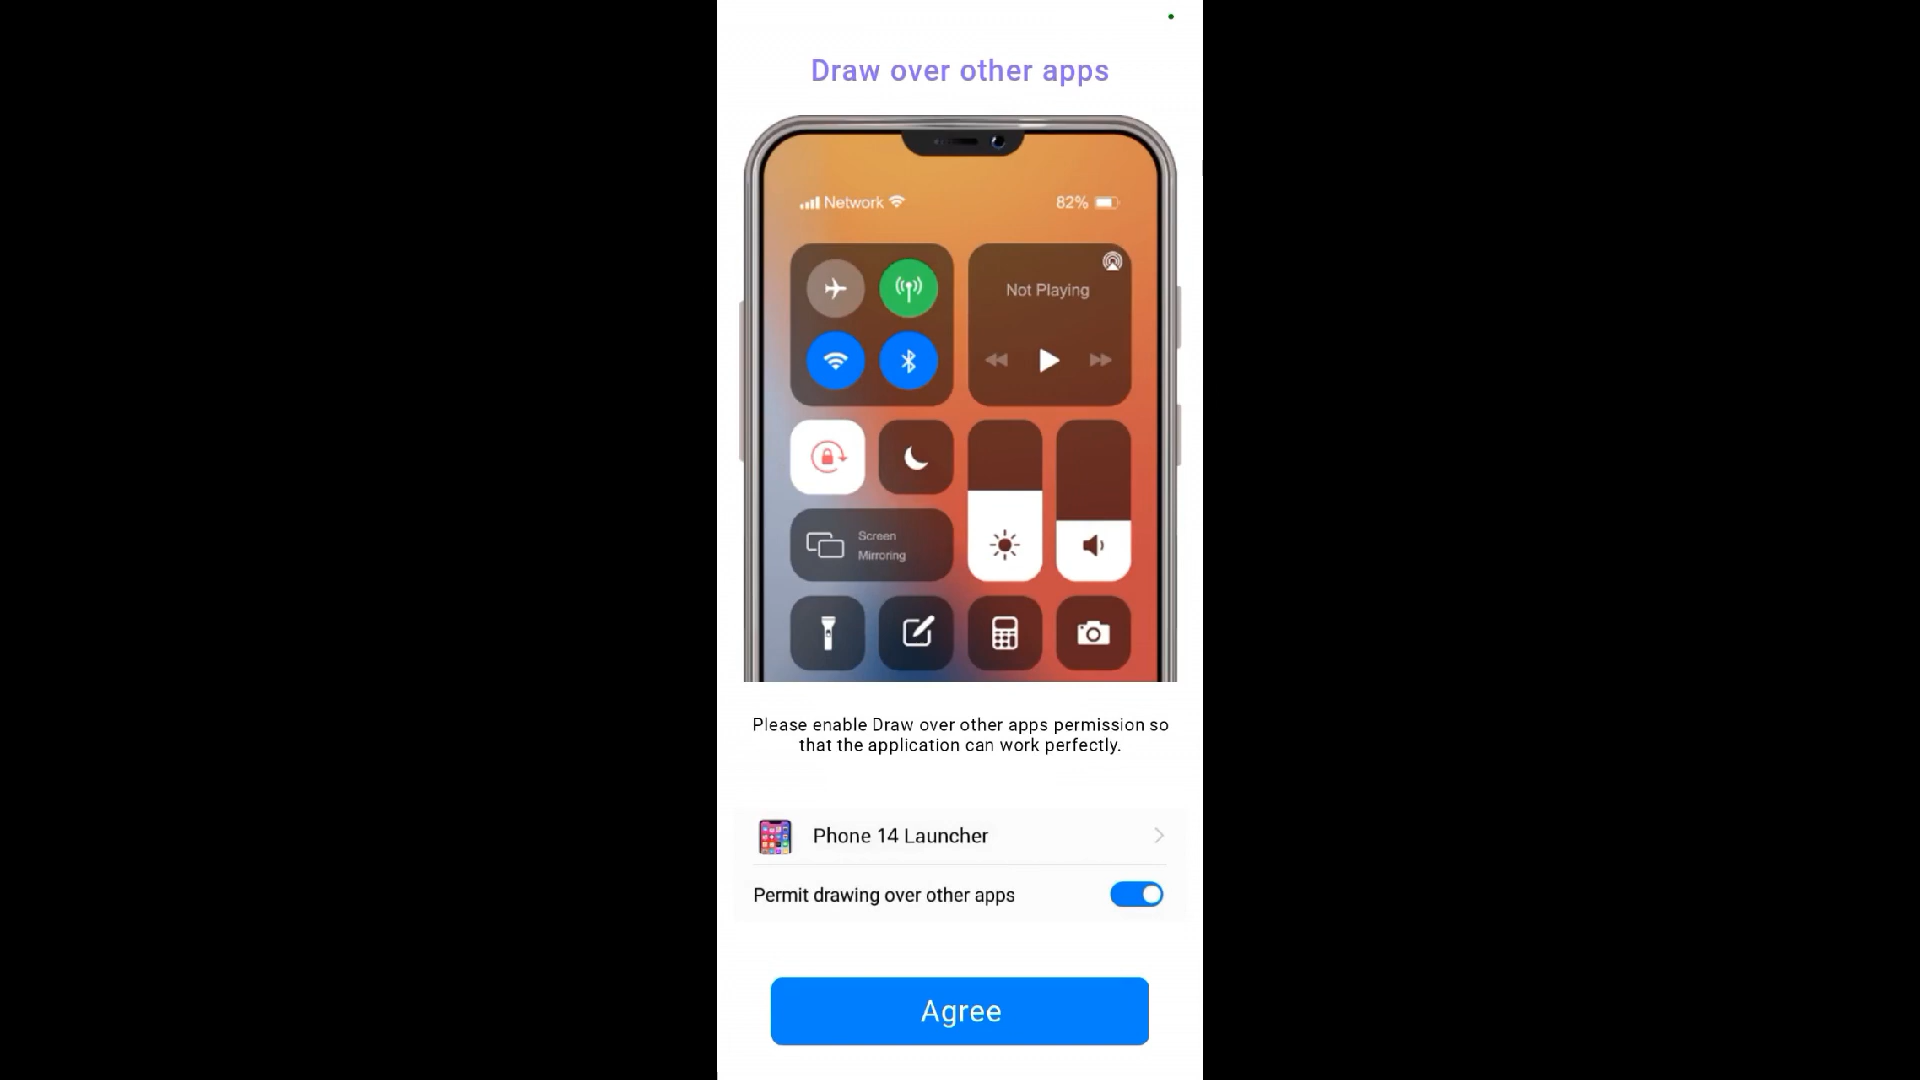 Draw over other apps
Network
82%
Not Playing
Screen
Mirroring
Please enable Draw over other apps permission so
that the application can work perfectly.
Phone 14 Launcher
Permit drawing over other apps
Agree